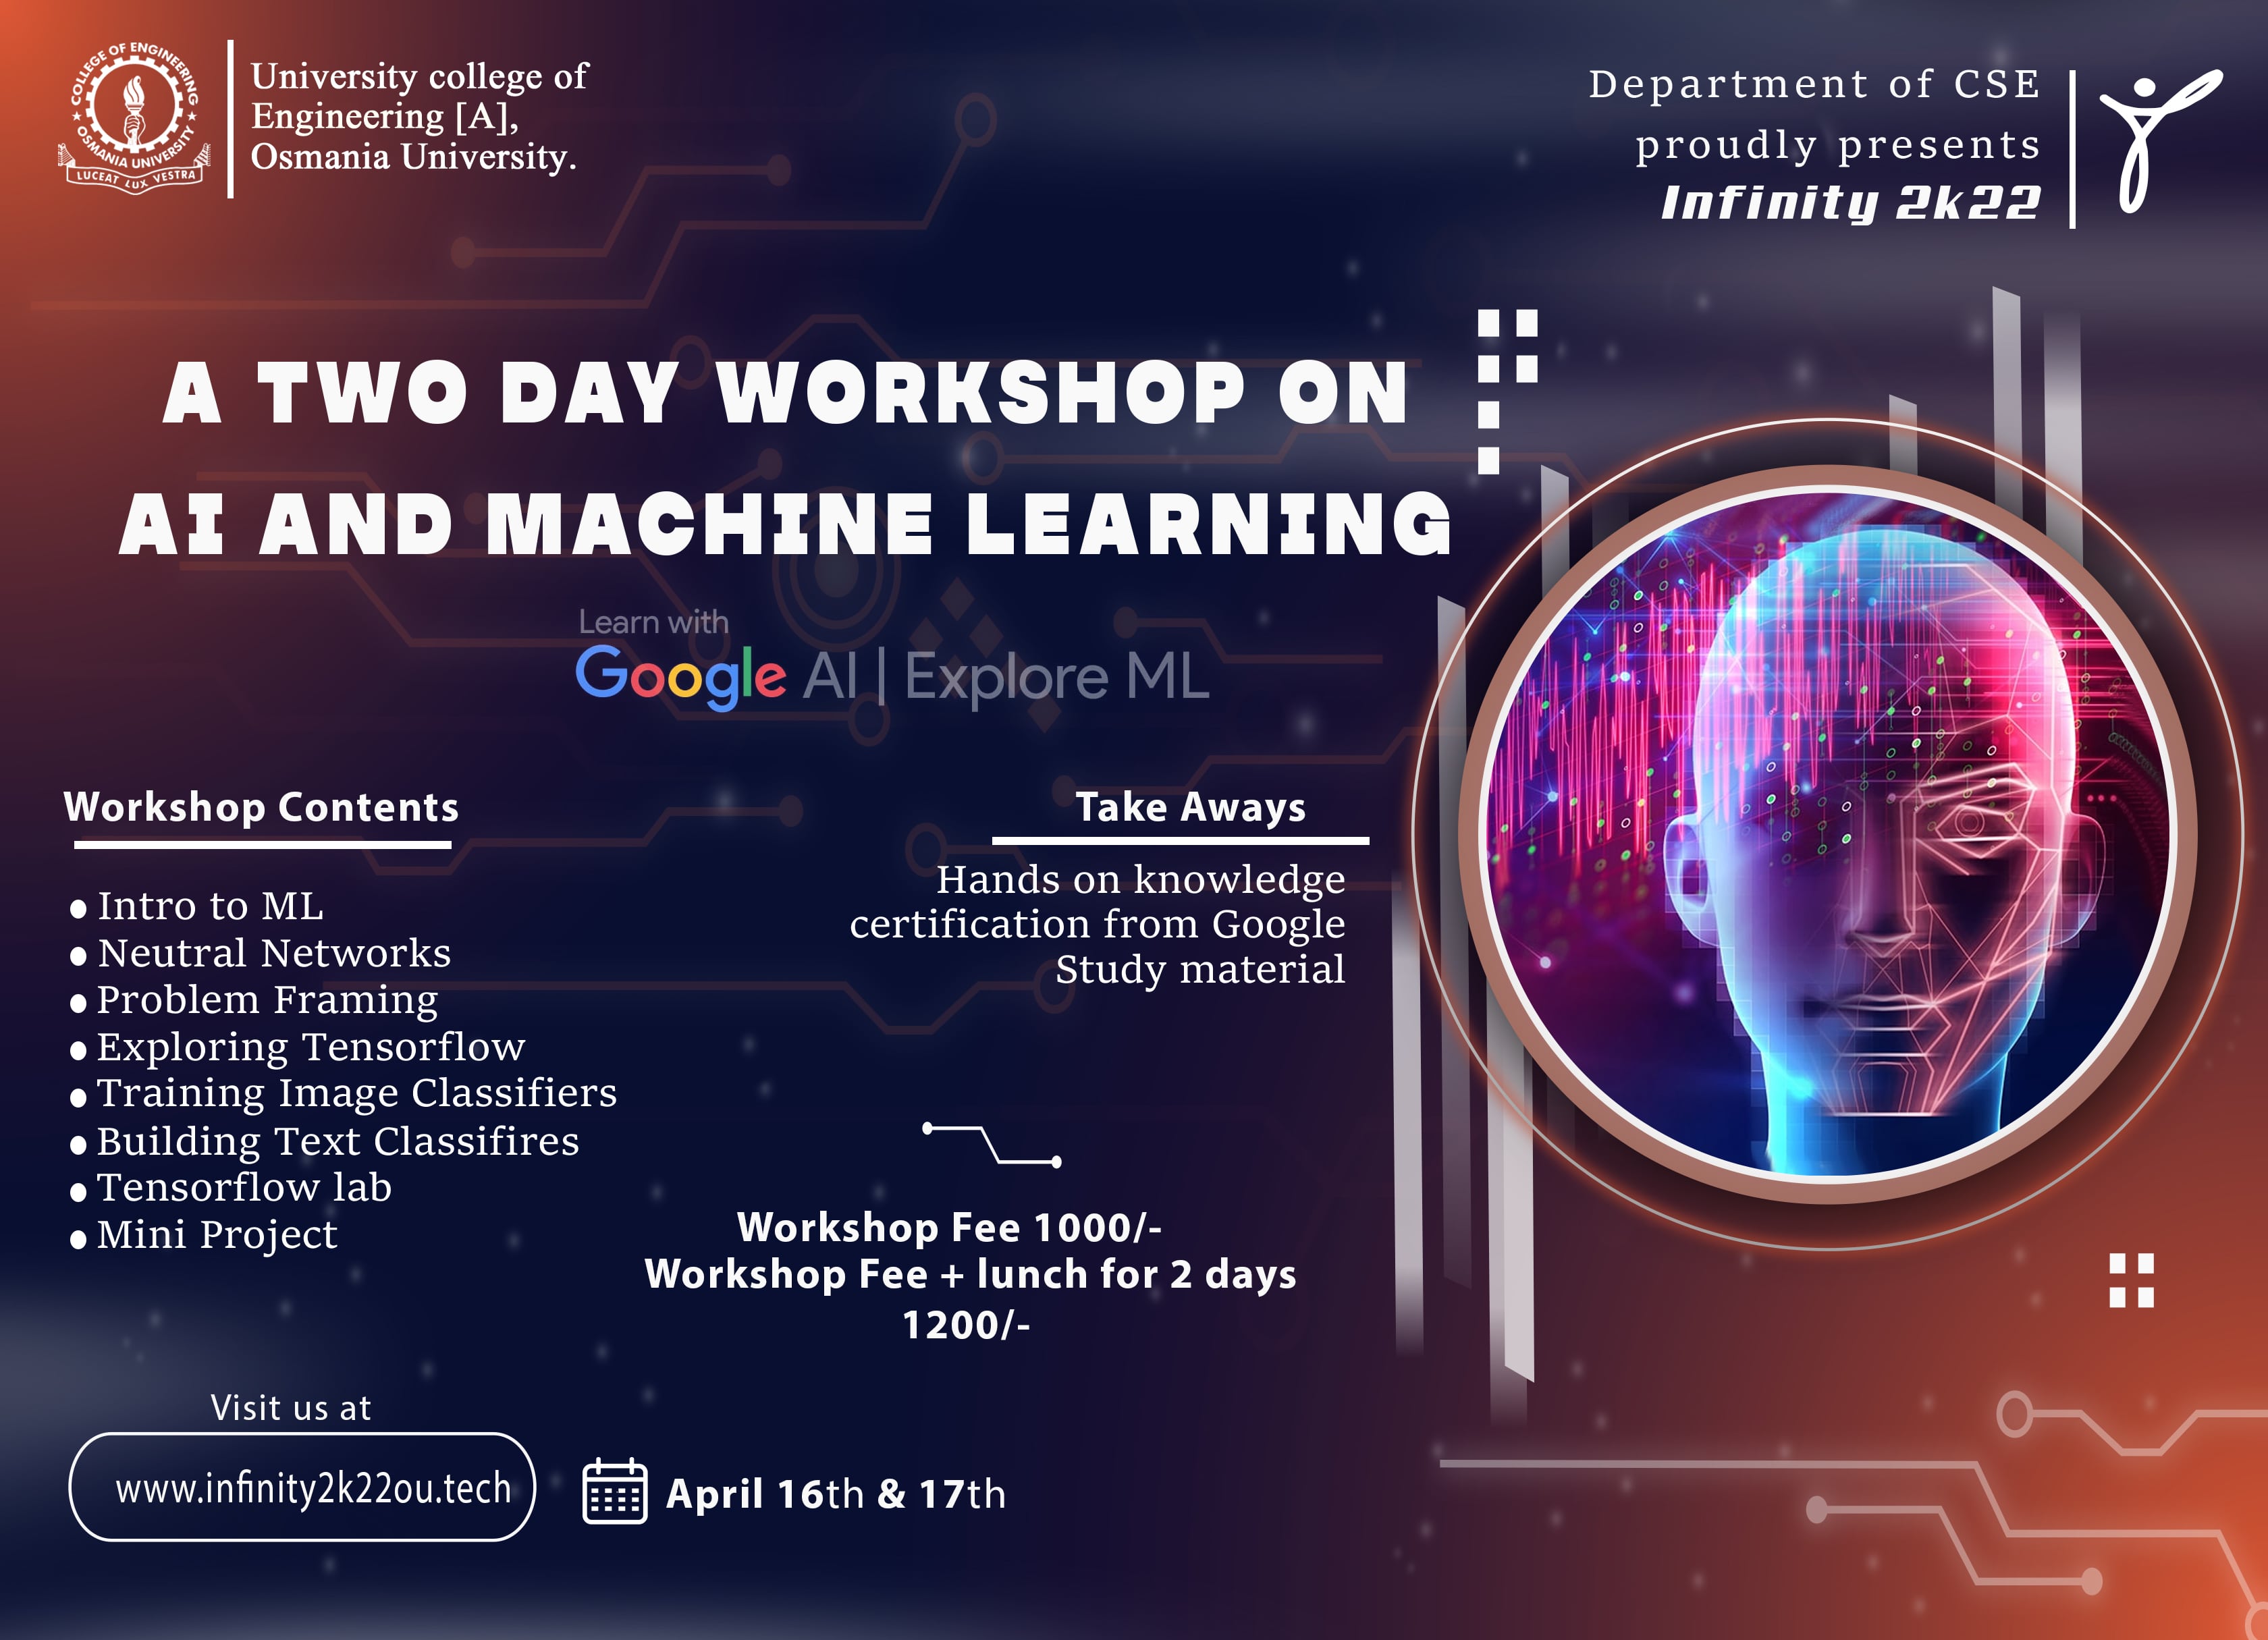 COLLEGE OF ENGINEERING
OSMANIA UNIVERSITY
LUCEAT LUX VESTRA
University college of
Engineering [A],
Osmania University.
Department of CSE
proudly presents
Infinity 2k22
A TWO DAY WORKSHOP ON
AI AND MACHINE LEARNING
Learn with
Google AI | Explore ML
Workshop Contents
Intro to ML
Neutral Networks
Problem Framing
Exploring Tensorflow
Training Image Classifiers
Building Text Classifires
Tensorflow lab
Mini Project
Take Aways
Hands on knowledge
certification from Google
Study material
Workshop Fee 1000/-
Workshop Fee + lunch for 2 days
1200/-
Visit us at
www.infinity2k22ou.tech
April 16th & 17th